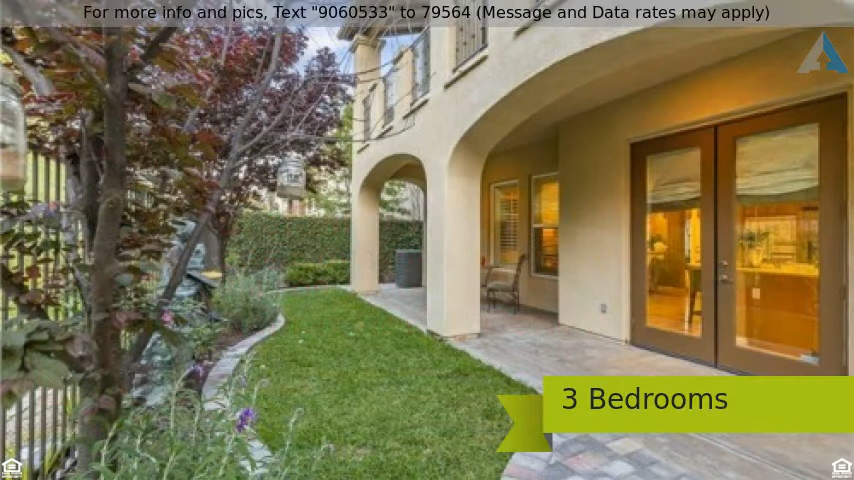 For more info and pics, Text "9060533" to 79564 (Message and Data rates may apply)
3 Bedrooms